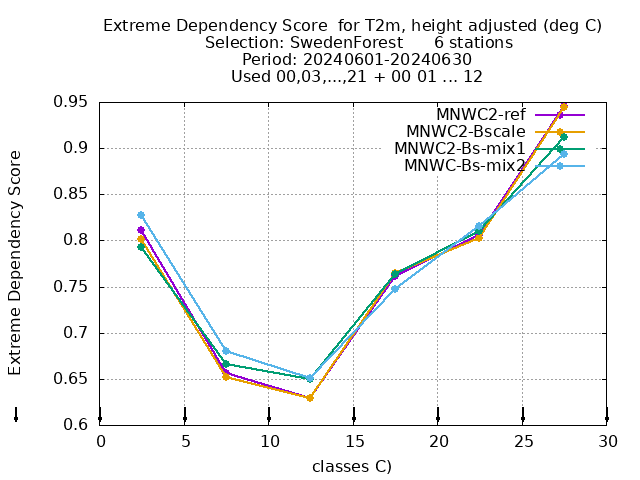 Extreme Dependency Score  for T2m, height adjusted (deg C)
Selection: SwedenForest      6 stations
Period: 20240601-20240630
Used 00,03,...,21 + 00 01 ... 12
Extreme Dependency Score
0.95
0.9
0.85
0.8
0.75
0.7
0.65
0.6
MNWC2-ref
MNWC2-Bscale
MNWC2-Bs-mix1
MNWC-Bs-mix2
0 5 10 15 20 25 30
classes C)